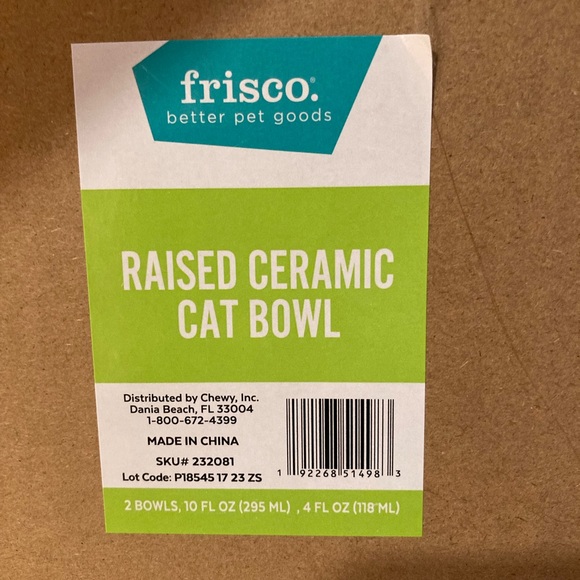 frisco.®
better pet goods
RAISED CERAMIC
CAT BOWL
Distributed by Chewy, Inc.
Dania Beach, FL 33004
1-800-672-4399
MADE IN CHINA
SKU# 232081
Lot Code: P18545 17 23 ZS
1 92268 51498 3
2 BOWLS, 10 FL OZ (295 ML) , 4 FL OZ (118 ML)